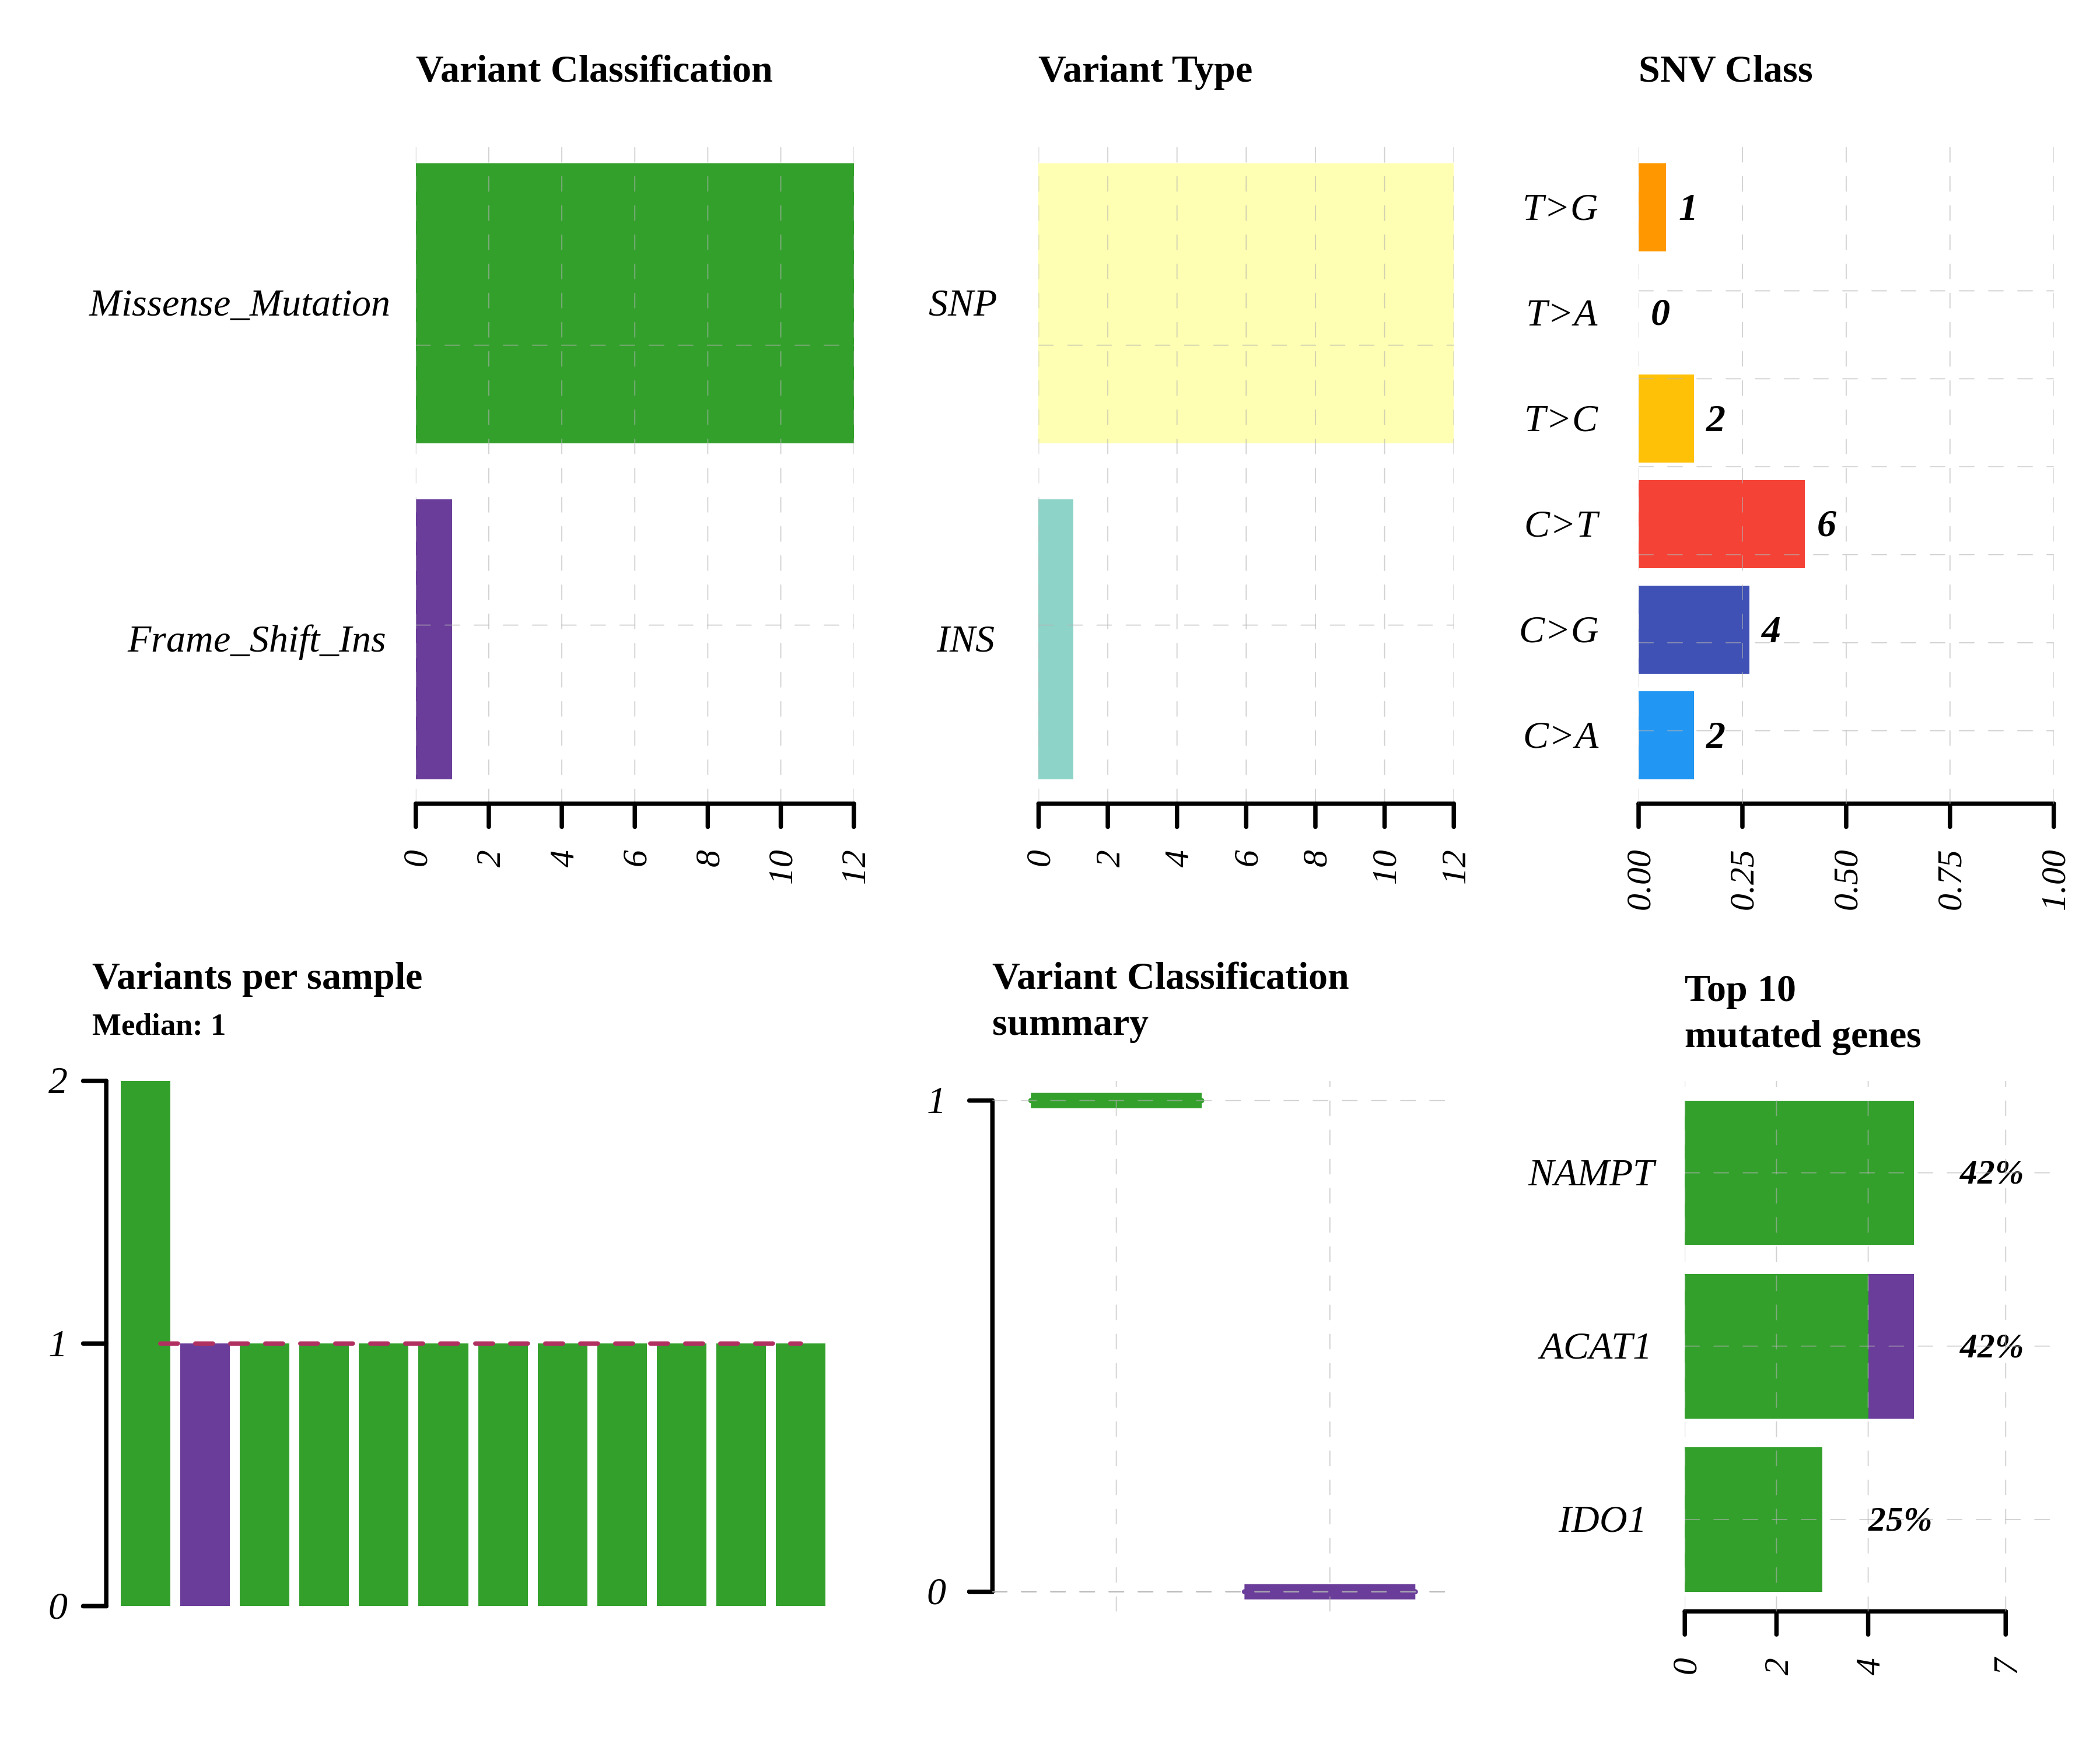 Variant Classification
Missense_Mutation
Frame_Shift_Ins
0 2 4 6 8 10 12
Variant Type
SNP
INS
0 2 4 6 8 10 12
SNV Class
T>G 1
T>A 0
T>C 2
C>T 6
C>G 4
C>A 2
0.00 0.25 0.50 0.75 1.00
Variants per sample
Median: 1
2
1
0
Variant Classification
summary
1
0
Top 10
mutated genes
NAMPT 42%
ACAT1 42%
IDO1 25%
0 2 4 7